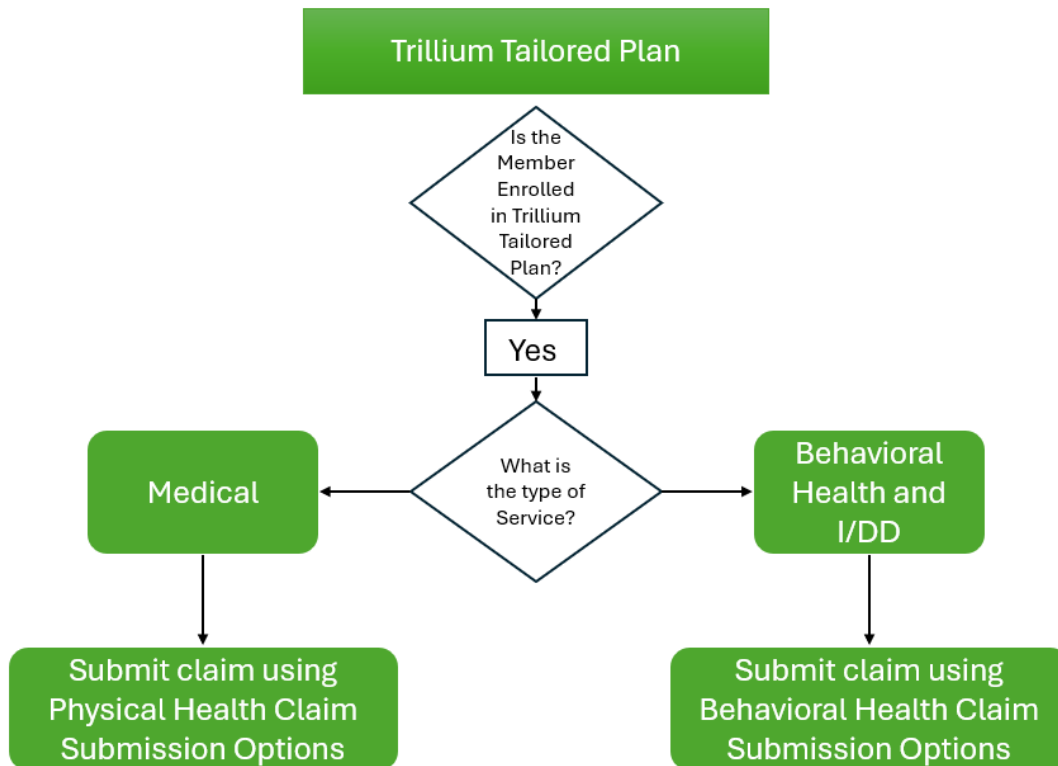 Trillium Tailored Plan
Is the
Member
Enrolled
in Trillium
Tailored
Plan?
Yes
Medical
What is
the type of
Service?
Behavioral
Health and
I/DD
Submit claim using
Physical Health Claim
Submission Options
Submit claim using
Behavioral Health Claim
Submission Options